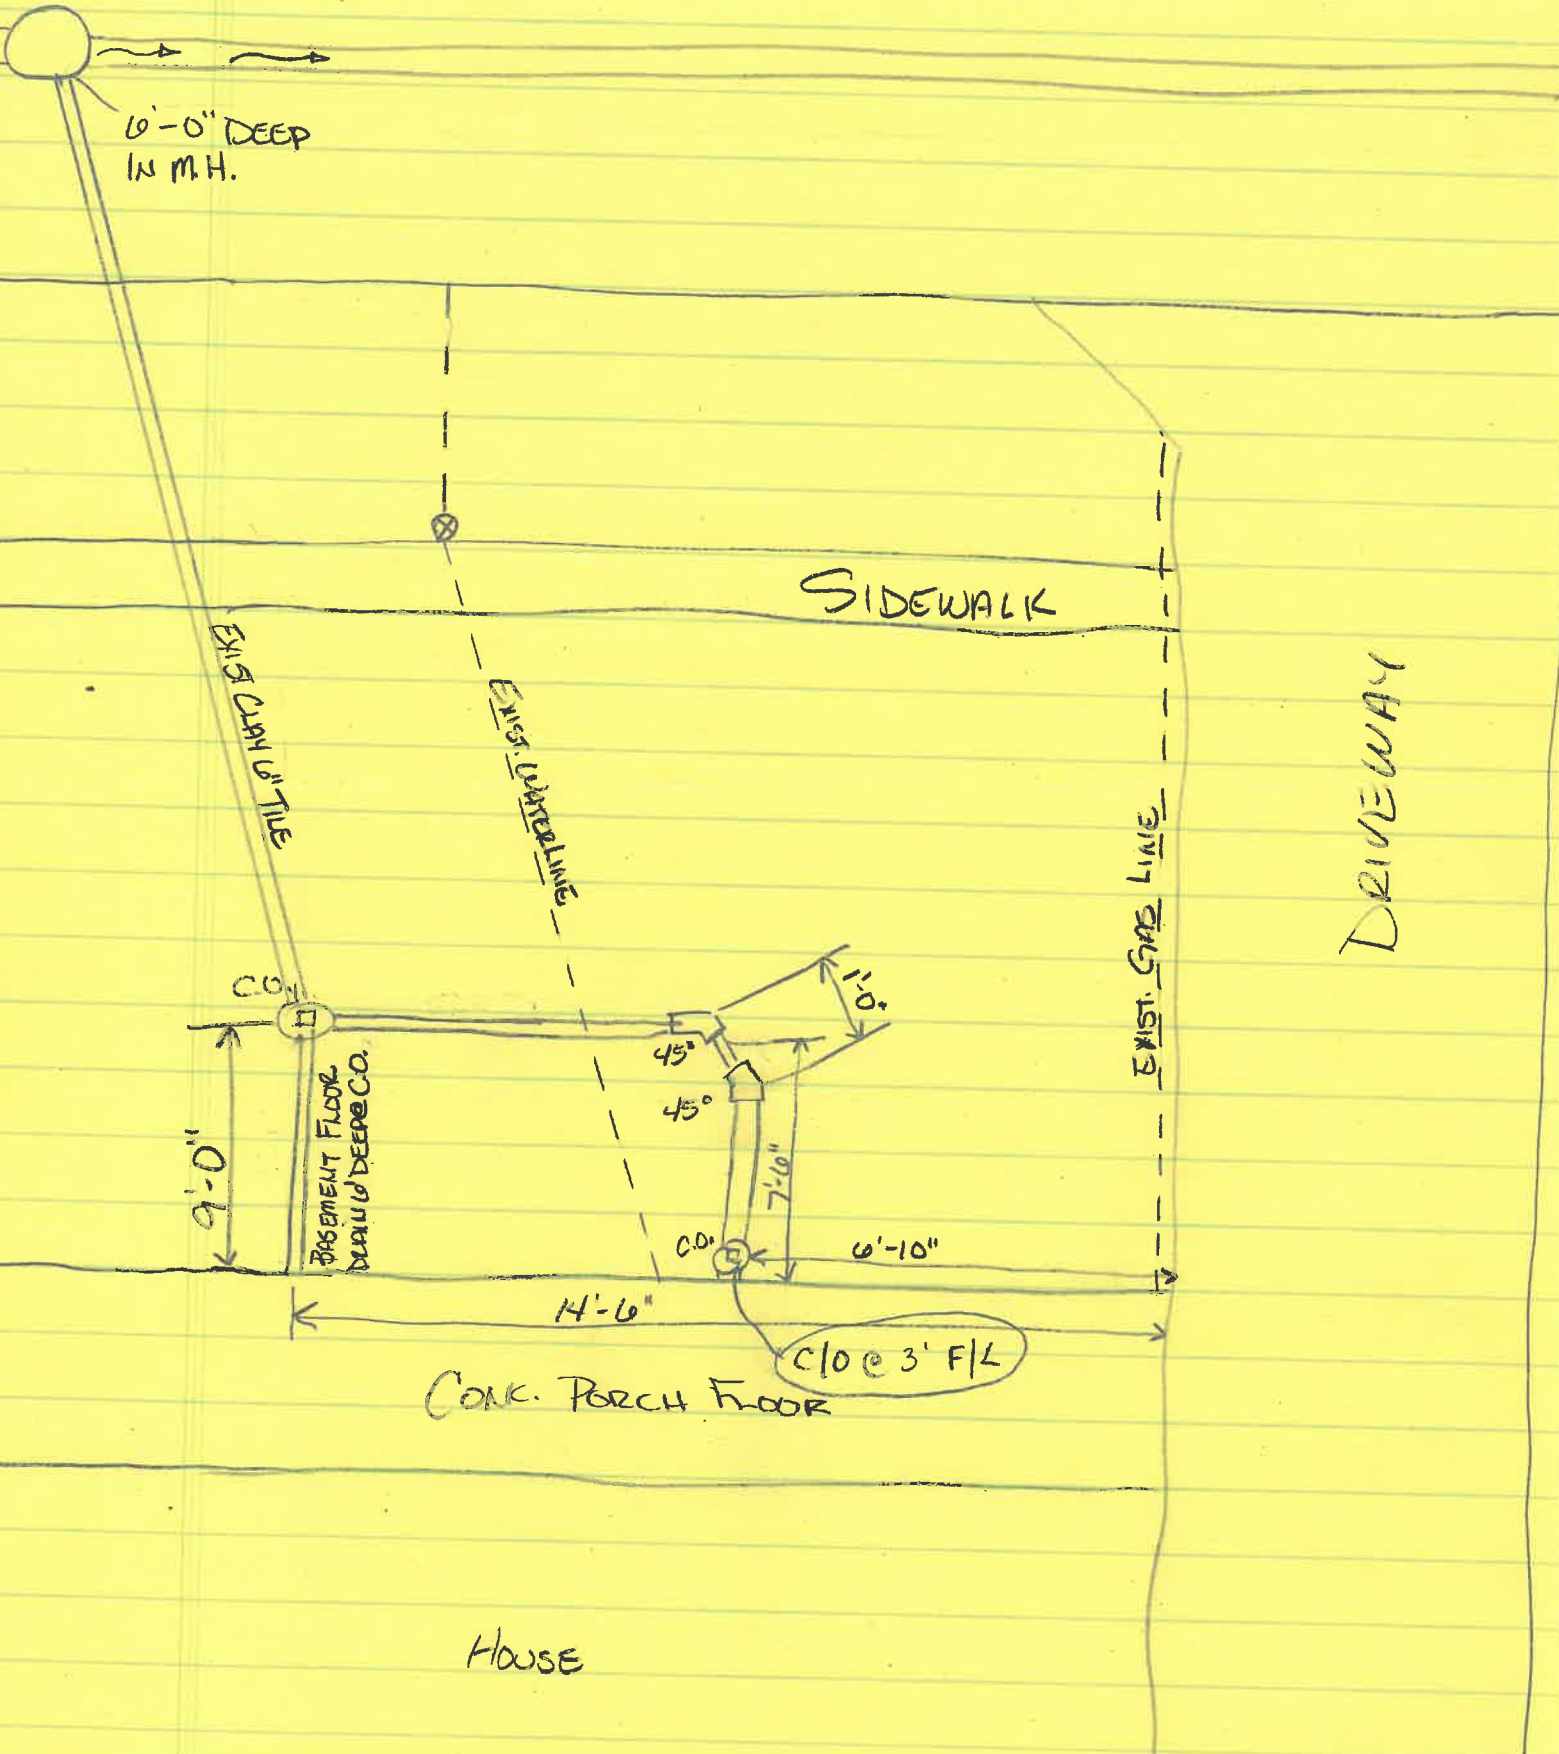 6'-0" DEEP
IN M.H.
SIDEWALK
EXIST CLAY 6" TILE
EXIST. WATERLINE
EXIST. GAS LINE
DRIVEWAY
C.O.
1'-0"
45°
45°
BASEMENT FLOOR
DRAIN 6' DEEP@C.O.
9'-0"
7'-6"
C.O.
6'-10"
14'-6"
C/O @ 3' F/L
CONC. PORCH FLOOR
HOUSE